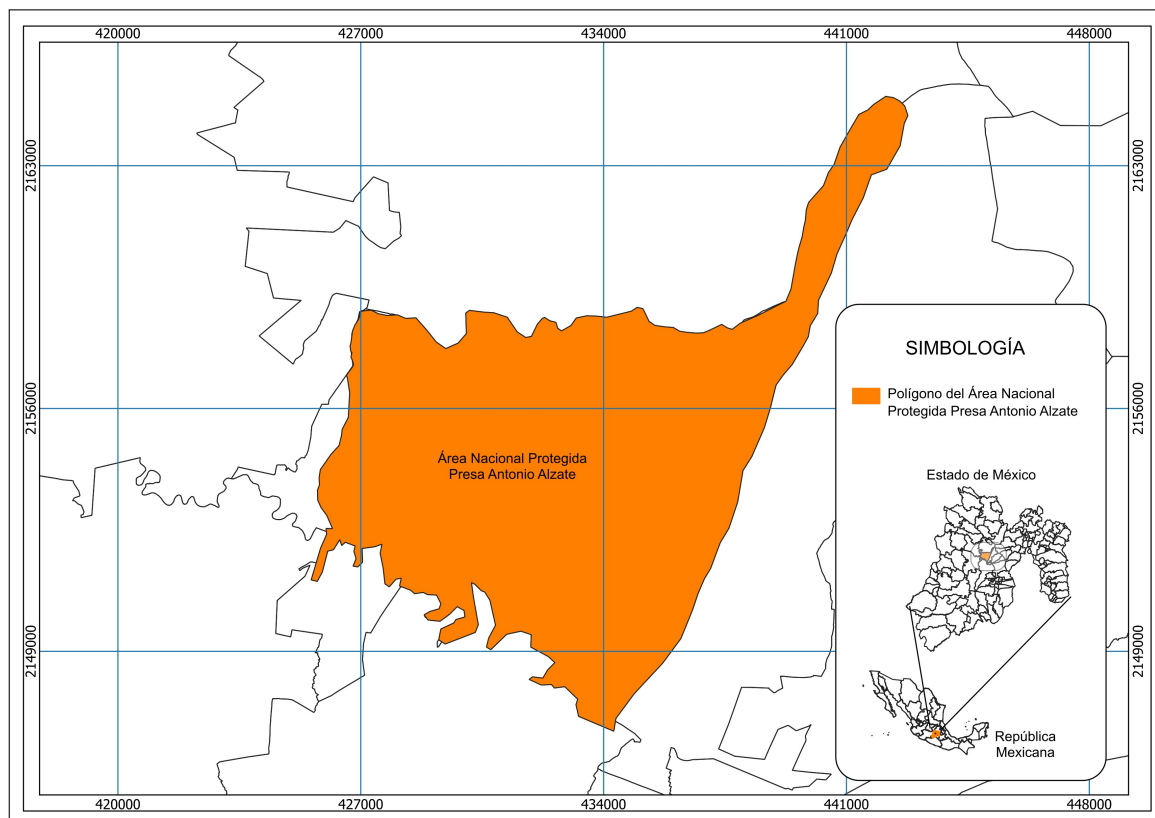 420000
427000
434000
441000
448000
2163000
2163000
SIMBOLOGÍA
Polígono del Área Nacional
Protegida Presa Antonio Alzate
2156000
2156000
Área Nacional Protegida
Presa Antonio Alzate
Estado de México
2149000
2149000
República
Mexicana
420000
427000
434000
441000
448000